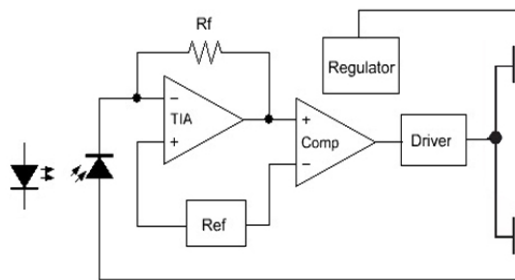 Rf
Regulator
−
TIA
+
+
Comp
−
Driver
Ref